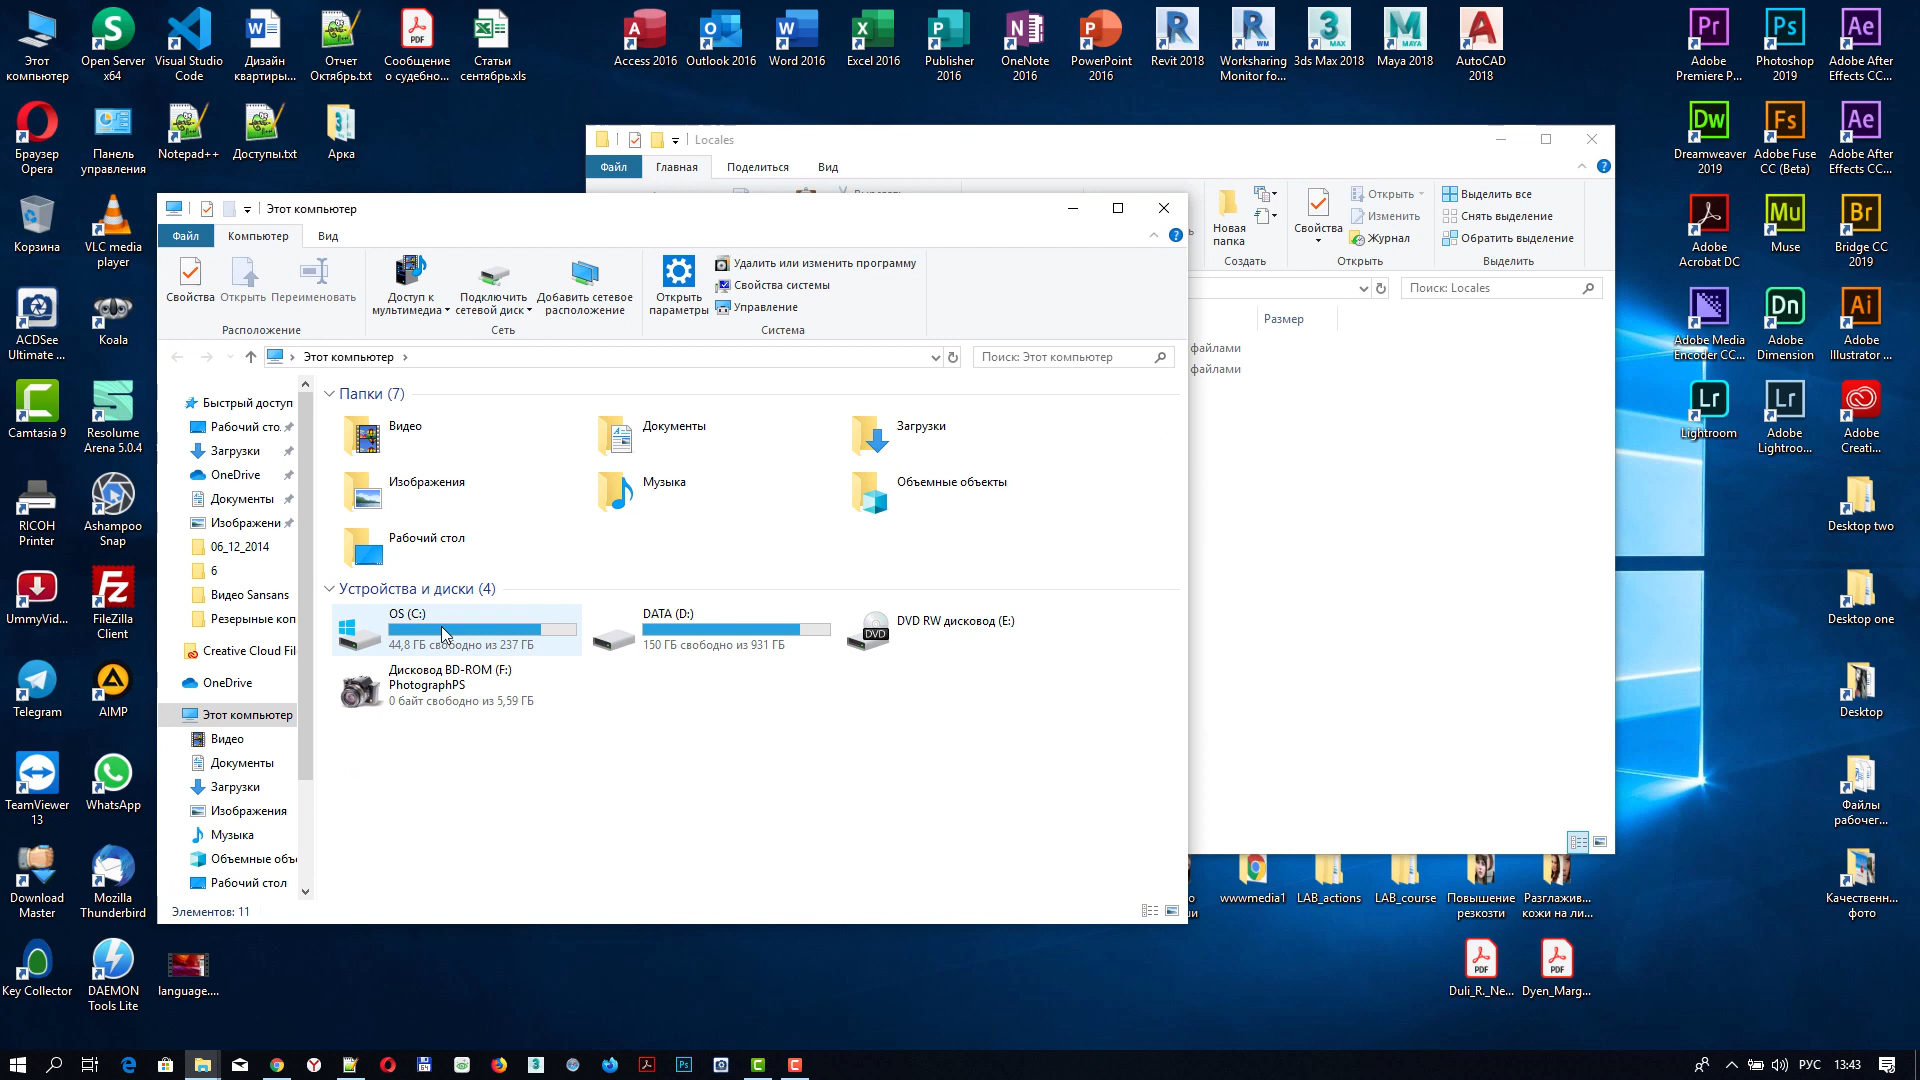 Этот компьютер
Open Server x64
Visual Studio Code
Дизайн квартиры...
Отчет Октябрь.txt
Сообщение о судебно...
Статьи сентябрь.xls
Access 2016
Outlook 2016
Word 2016
Excel 2016
Publisher 2016
OneNote 2016
PowerPoint 2016
Revit 2018
Worksharing Monitor fo...
3ds Max 2018
Maya 2018
AutoCAD 2018
Adobe Premiere P...
Photoshop 2019
Adobe After Effects CC...
Браузер Opera
Панель управления
Notepad++
Доступы.txt
Арка
Dreamweaver 2019
Adobe Fuse CC (Beta)
Adobe After Effects CC...
Корзина
VLC media player
Adobe Acrobat DC
Muse
Bridge CC 2019
ACDSee Ultimate ...
Koala
Adobe Media Encoder CC...
Adobe Dimension
Adobe Illustrator ...
Camtasia 9
Resolume Arena 5.0.4
Lightroom
Adobe Lightroo...
Adobe Creati...
RICOH Printer
Ashampoo Snap
Desktop two
UmmyVid...
FileZilla Client
Desktop one
Telegram
AIMP
Desktop
TeamViewer 13
WhatsApp
Файлы рабочег...
Download Master
Mozilla Thunderbird
wwwmedia1
LAB_actions
LAB_course
Повышение резкозти
Разглажив... кожи на ли...
Качественн... фото
Key Collector
DAEMON Tools Lite
language....
Duli_R._Ne...
Dyen_Marg...
Locales
Файл
Главная
Поделиться
Вид
Новая папка
Создать
Свойства
Открыть
Изменить
Журнал
Открыть
Выделить все
Снять выделение
Обратить выделение
Выделить
Поиск: Locales
Размер
файлами
файлами
Этот компьютер
Файл
Компьютер
Вид
Свойства
Открыть
Переименовать
Расположение
Доступ к мультимедиа
Подключить сетевой диск
Добавить сетевое расположение
Сеть
Открыть параметры
Удалить или изменить программу
Свойства системы
Управление
Система
Этот компьютер
Поиск: Этот компьютер
Быстрый доступ
Рабочий сто.
Загрузки
OneDrive
Документы
Изображени
06_12_2014
6
Видео Sansans
Резерыные коп
Creative Cloud Fil
OneDrive
Этот компьютер
Видео
Документы
Загрузки
Изображения
Музыка
Объемные объ
Рабочий стол
Папки (7)
Видео
Документы
Загрузки
Изображения
Музыка
Объемные объекты
Рабочий стол
Устройства и диски (4)
OS (C:)
44,8 ГБ свободно из 237 ГБ
DATA (D:)
150 ГБ свободно из 931 ГБ
DVD RW дисковод (E:)
Дисковод BD-ROM (F:)
PhotographPS
0 байт свободно из 5,59 ГБ
Элементов: 11
РУС
13:43